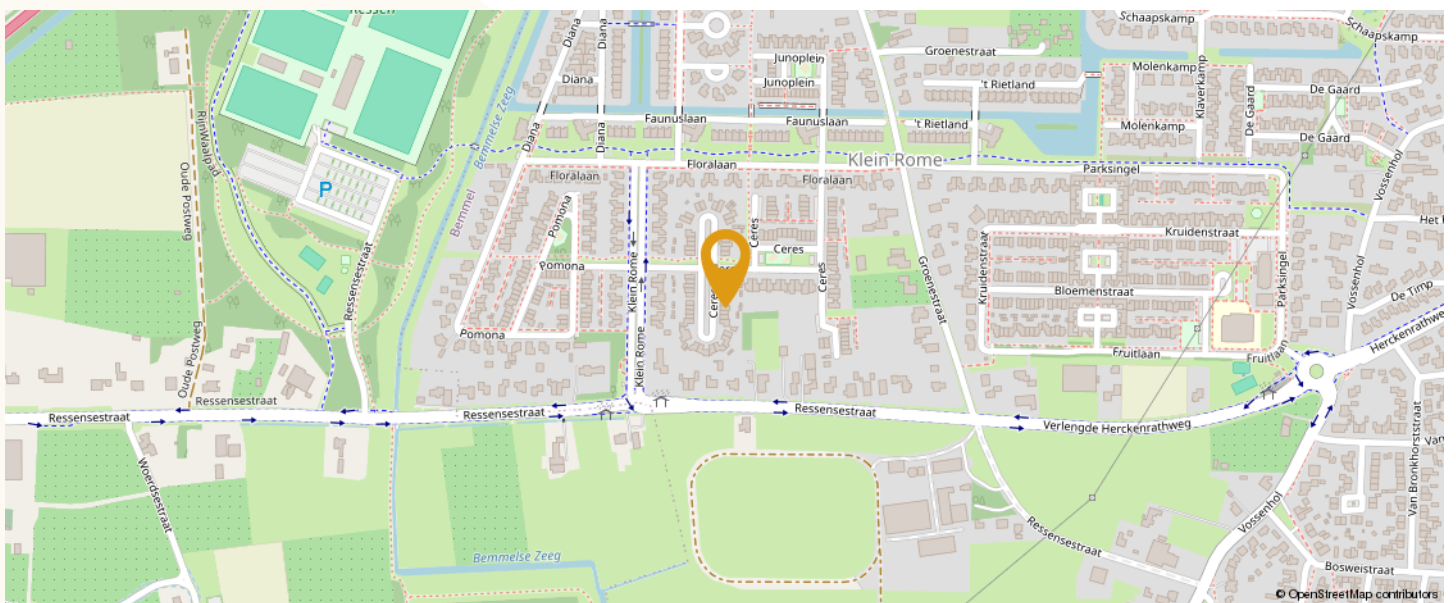 Ressen
Diana
Diana
Schaapskamp
Schaapskamp
Groenestraat
Junoplein
Junoplein
Diana
't Rietland
Molenkamp
Klaverkamp
De Gaard
De Gaard
Bemmelse Zeeg
Faunuslaan
Faunuslaan
't Rietland
Molenkamp
De Gaard
RijnWaalpad
Diana
Diana
Klein Rome
Floralaan
Floralaan
Floralaan
Parksingel
Vossenhol
Oude Postweg
P
Bemmel
Pomona
Ceres
Kruidenstraat
Het
Klein Rome
Pomona
Ceres
Ceres
Kruidenstraat
Groenestraat
Parksingel
Vossenhol
Ressensestraat
Ceres
Bloemenstraat
De Timp
Pomona
Klein Rome
Fruitlaan
Fruitlaan
Herckenrathweg
Oude Postweg
Ressensestraat
Ressensestraat
Ressensestraat
Ressensestraat
Verlengde Herckenrathweg
Van Bronkhorststraat
Van
Woerdsestraat
Vossenhol
Ressensestraat
Bemmelse Zeeg
Bosweistraat
© OpenStreetMap contributors